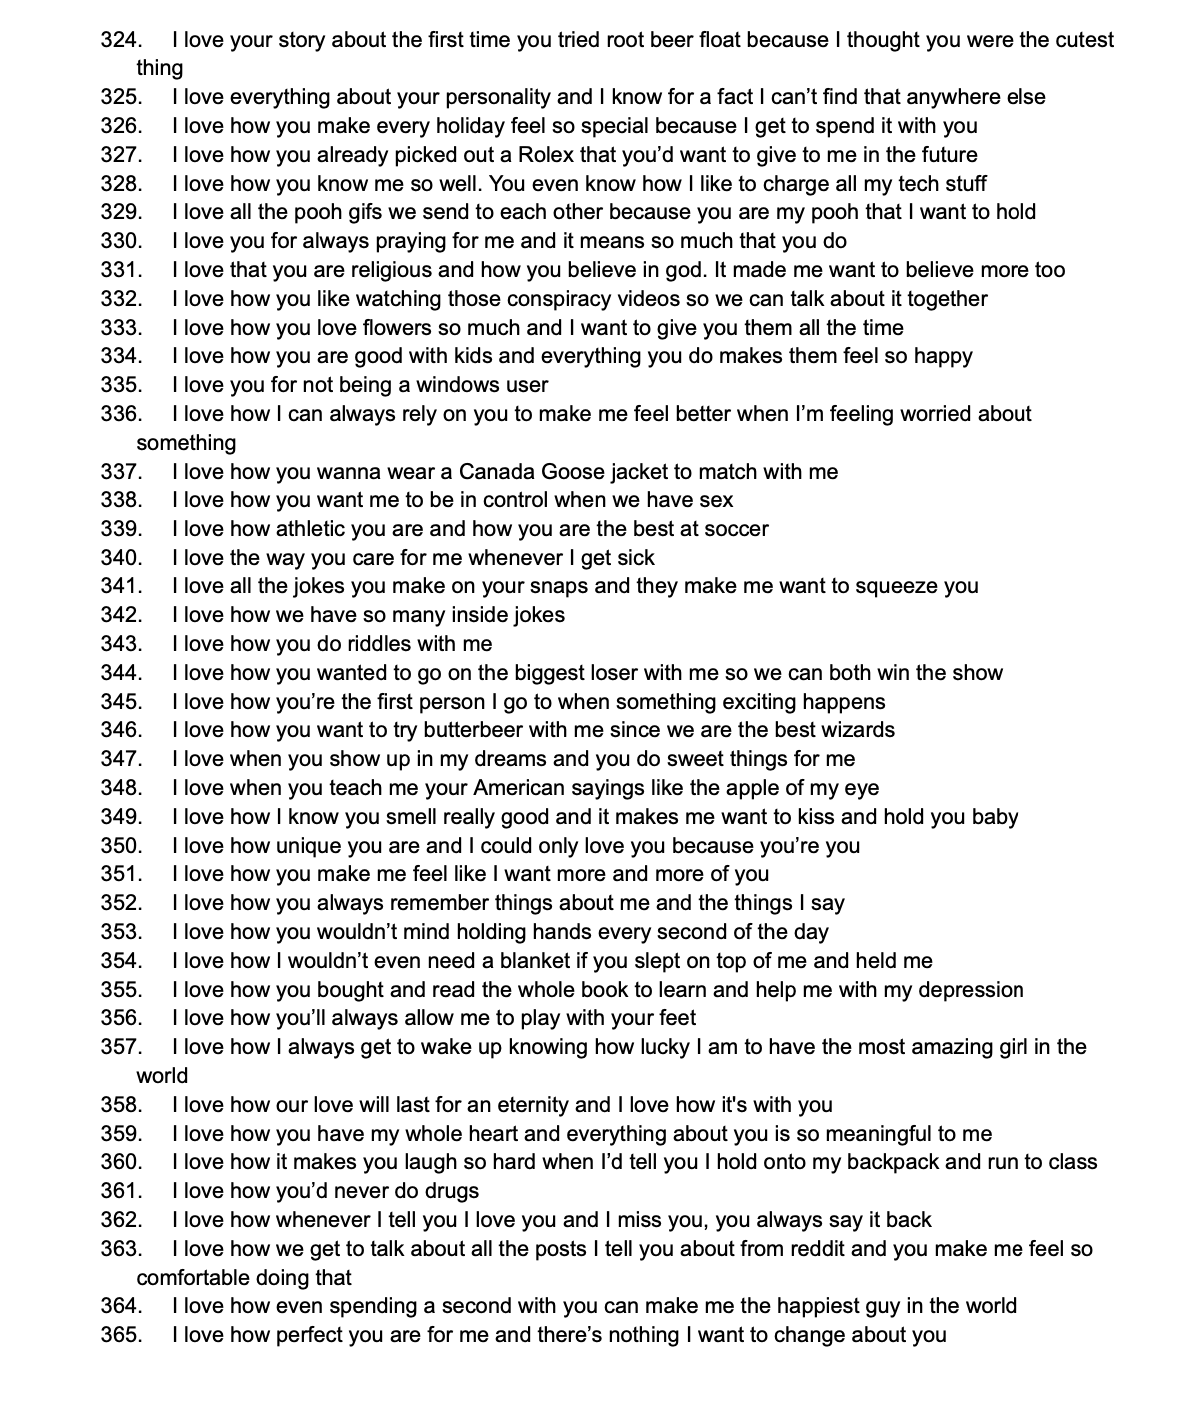 324. I love your story about the first time you tried root beer float because I thought you were the cutest
thing
325. I love everything about your personality and I know for a fact I can't find that anywhere else
326. I love how you make every holiday feel so special because I get to spend it with you
327. I love how you already picked out a Rolex that you'd want to give to me in the future
328. I love how you know me so well. You even know how I like to charge all my tech stuff
329. I love all the pooh gifs we send to each other because you are my pooh that I want to hold
330. I love you for always praying for me and it means so much that you do
331. I love that you are religious and how you believe in god. It made me want to believe more too
332. I love how you like watching those conspiracy videos so we can talk about it together
333. I love how you love flowers so much and I want to give you them all the time
334. I love how you are good with kids and everything you do makes them feel so happy
335. I love you for not being a windows user
336. I love how I can always rely on you to make me feel better when I'm feeling worried about
something
337. I love how you wanna wear a Canada Goose jacket to match with me
338. I love how you want me to be in control when we have sex
339. I love how athletic you are and how you are the best at soccer
340. I love the way you care for me whenever I get sick
341. I love all the jokes you make on your snaps and they make me want to squeeze you
342. I love how we have so many inside jokes
343. I love how you do riddles with me
344. I love how you wanted to go on the biggest loser with me so we can both win the show
345. I love how you're the first person I go to when something exciting happens
346. I love how you want to try butterbeer with me since we are the best wizards
347. I love when you show up in my dreams and you do sweet things for me
348. I love when you teach me your American sayings like the apple of my eye
349. I love how I know you smell really good and it makes me want to kiss and hold you baby
350. I love how unique you are and I could only love you because you're you
351. I love how you make me feel like I want more and more of you
352. I love how you always remember things about me and the things I say
353. I love how you wouldn't mind holding hands every second of the day
354. I love how I wouldn't even need a blanket if you slept on top of me and held me
355. I love how you bought and read the whole book to learn and help me with my depression
356. I love how you'll always allow me to play with your feet
357. I love how I always get to wake up knowing how lucky I am to have the most amazing girl in the
world
358. I love how our love will last for an eternity and I love how it's with you
359. I love how you have my whole heart and everything about you is so meaningful to me
360. I love how it makes you laugh so hard when I'd tell you I hold onto my backpack and run to class
361. I love how you'd never do drugs
362. I love how whenever I tell you I love you and I miss you, you always say it back
363. I love how we get to talk about all the posts I tell you about from reddit and you make me feel so
comfortable doing that
364. I love how even spending a second with you can make me the happiest guy in the world
365. I love how perfect you are for me and there's nothing I want to change about you